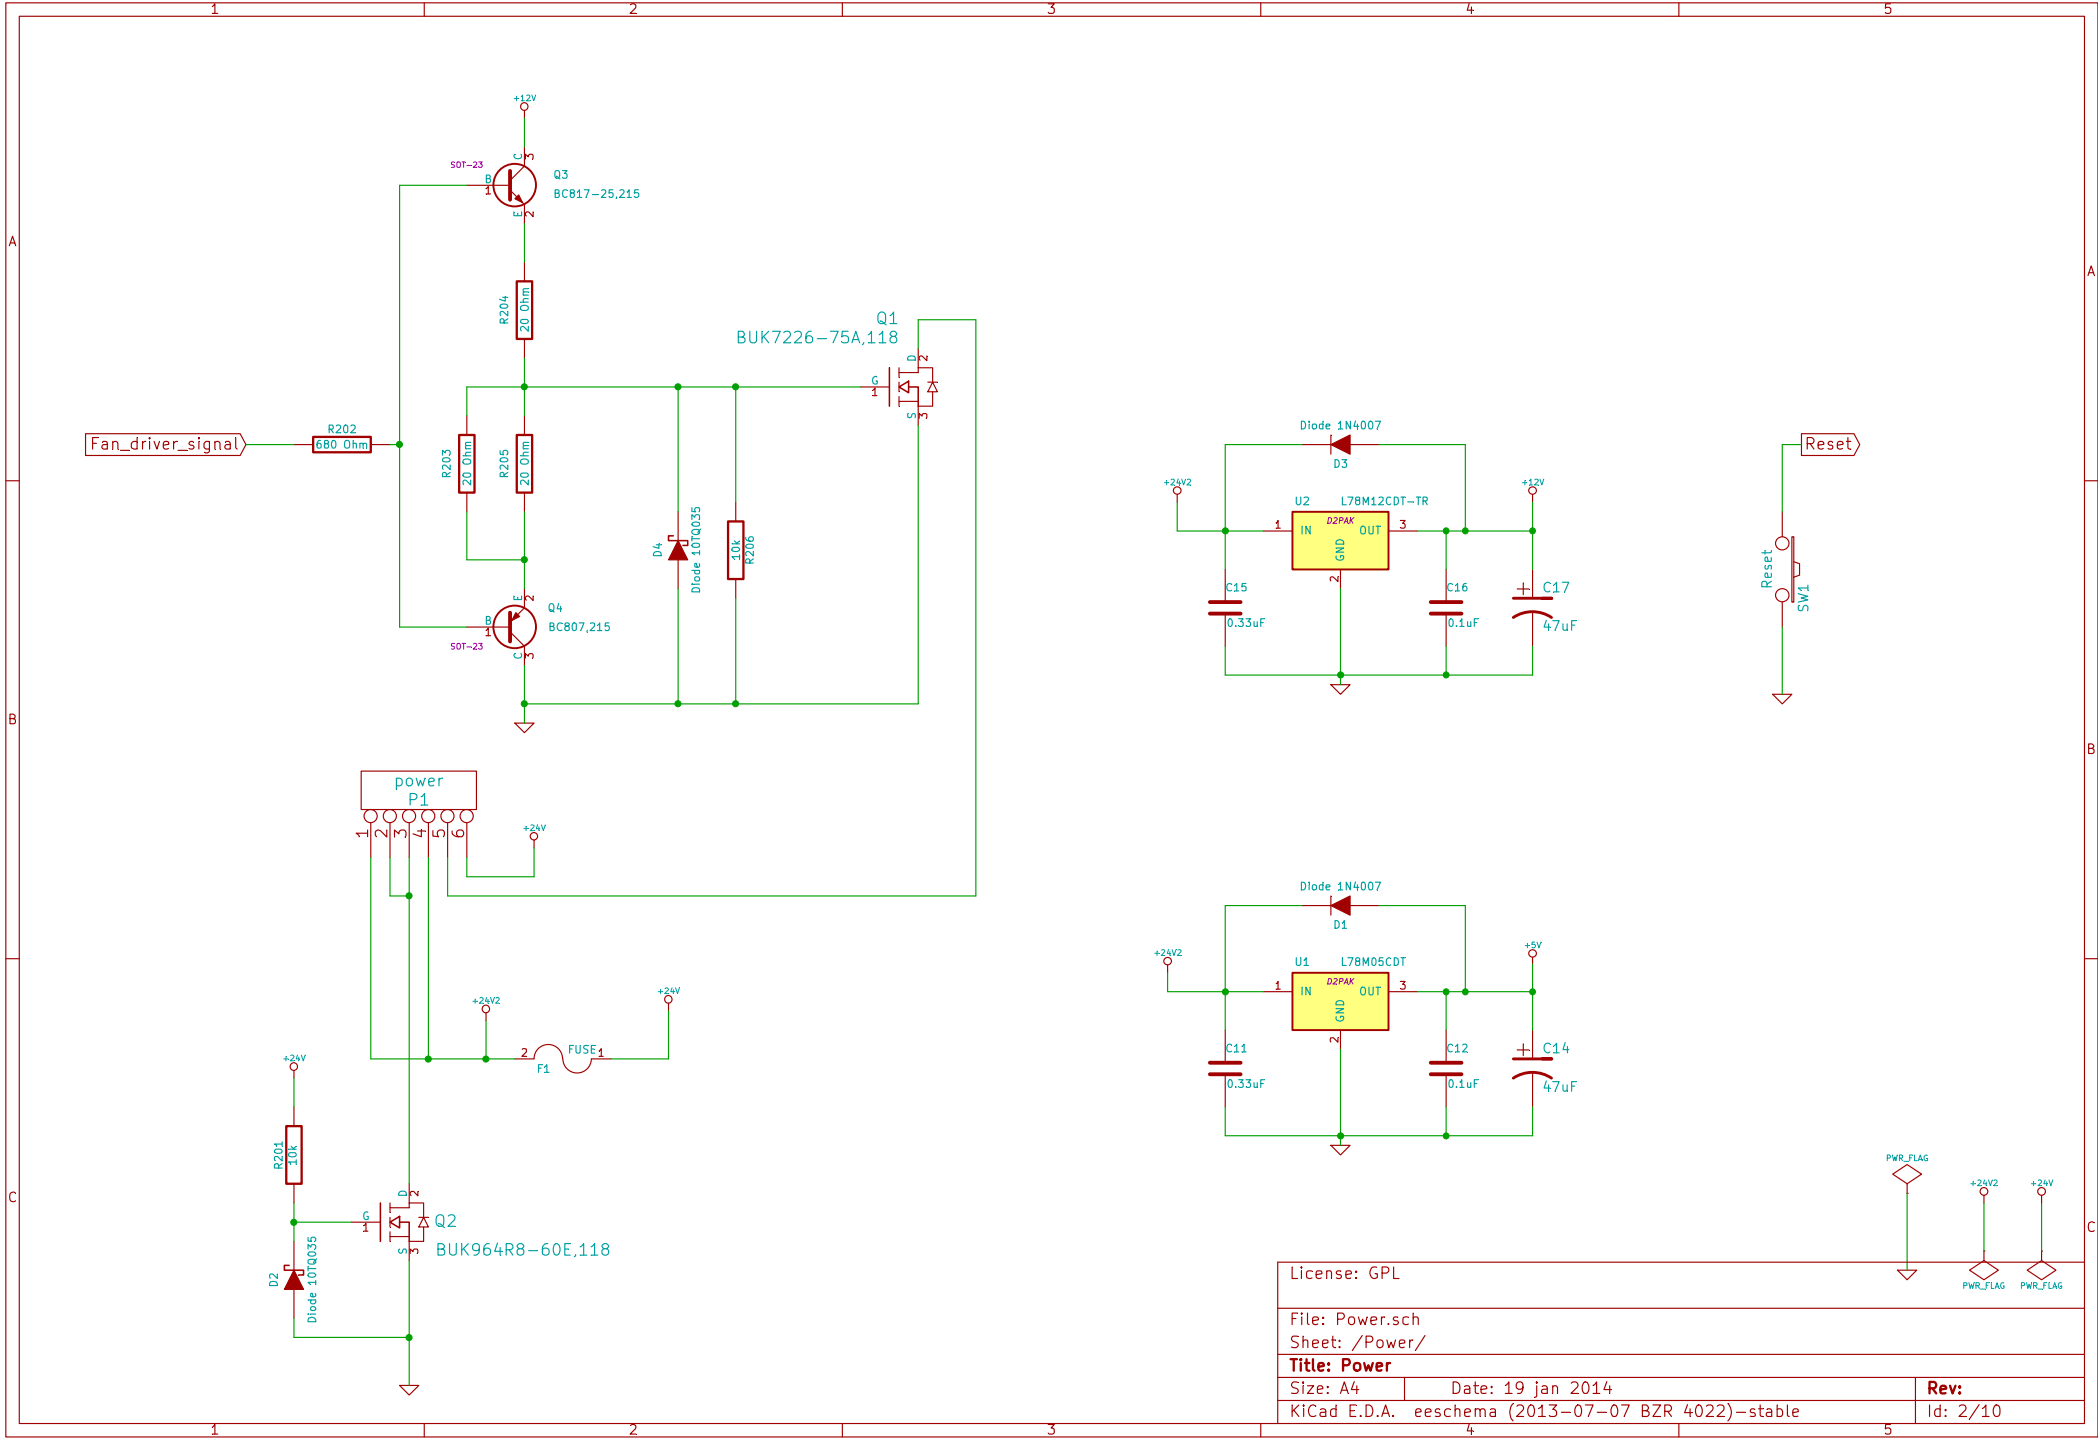 1 2 3 4 5
A A
B B
C C
+12V
SOT-23
B
1
C
3
E
2
Q3
BC817-25,215
R204
20 Ohm
Q1
BUK7226-75A,118
G
1
D
2
S
3
Fan_driver_signal
R202
680 Ohm
R203
20 Ohm
R205
20 Ohm
D4
Diode 10TQ035
10k
R206
E
2
Q4
BC807,215
B
1
SOT-23
C
3
power
P1
1 2 3 4 5 6
+24V
+24V2
+24V
2
FUSE
1
F1
+24V
R201
10k
G
1
D
2
S
3
Q2
BUK964R8-60E,118
D2
Diode 10TQ035
Diode 1N4007
D3
+24V2
+12V
U2
L78M12CDT-TR
D2PAK
1
IN
OUT
3
GND
2
C15
0.33uF
C16
0.1uF
C17
47uF
Reset
Reset
SW1
Diode 1N4007
D1
+24V2
+5V
U1
L78M05CDT
D2PAK
1
IN
OUT
3
GND
2
C11
0.33uF
C12
0.1uF
C14
47uF
PWR_FLAG
+24V2
+24V
PWR_FLAG
PWR_FLAG
License: GPL
File: Power.sch
Sheet: /Power/
Title: Power
Size: A4
Date: 19 jan 2014
Rev:
KiCad E.D.A.
eeschema (2013-07-07 BZR 4022)-stable
Id: 2/10
1 2 3 4 5